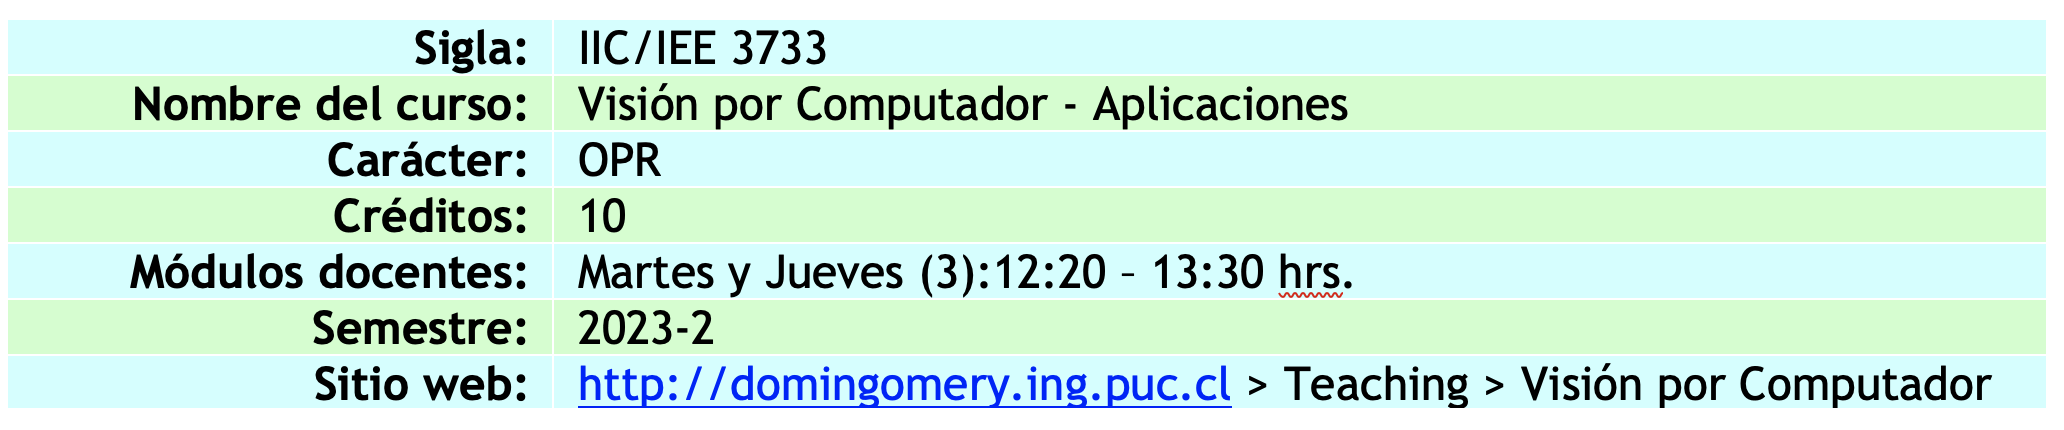 Sigla: IIC/IEE 3733
Nombre del curso: Visión por Computador - Aplicaciones
Carácter: OPR
Créditos: 10
Módulos docentes: Martes y Jueves (3):12:20 – 13:30 hrs.
Semestre: 2023-2
Sitio web: http://domingomery.ing.puc.cl > Teaching > Visión por Computador